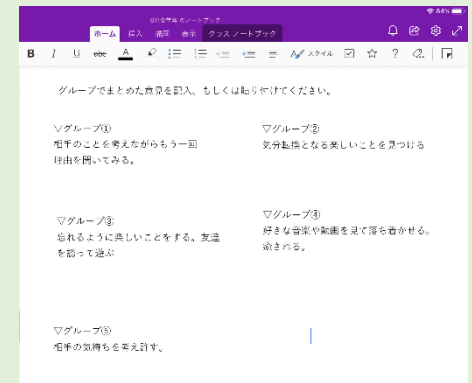 84%
のノートブック
ホーム 挿入 描画 表示 クラス ノートブック
B I U abc A スタイル ?
グループでまとめた意見を記入、もしくは貼り付けてください。
▽グループ①
相手のことを考えながらもう一回
理由を聞いてみる。
▽グループ②
気分転換となる楽しいことを見つける
▽グループ③
忘れるように楽しいことをする。友達
を誘って遊ぶ
▽グループ④
好きな音楽や動画を見て落ち着かせる。
癒される。
▽グループ⑤
相手の気持ちを考え許す。